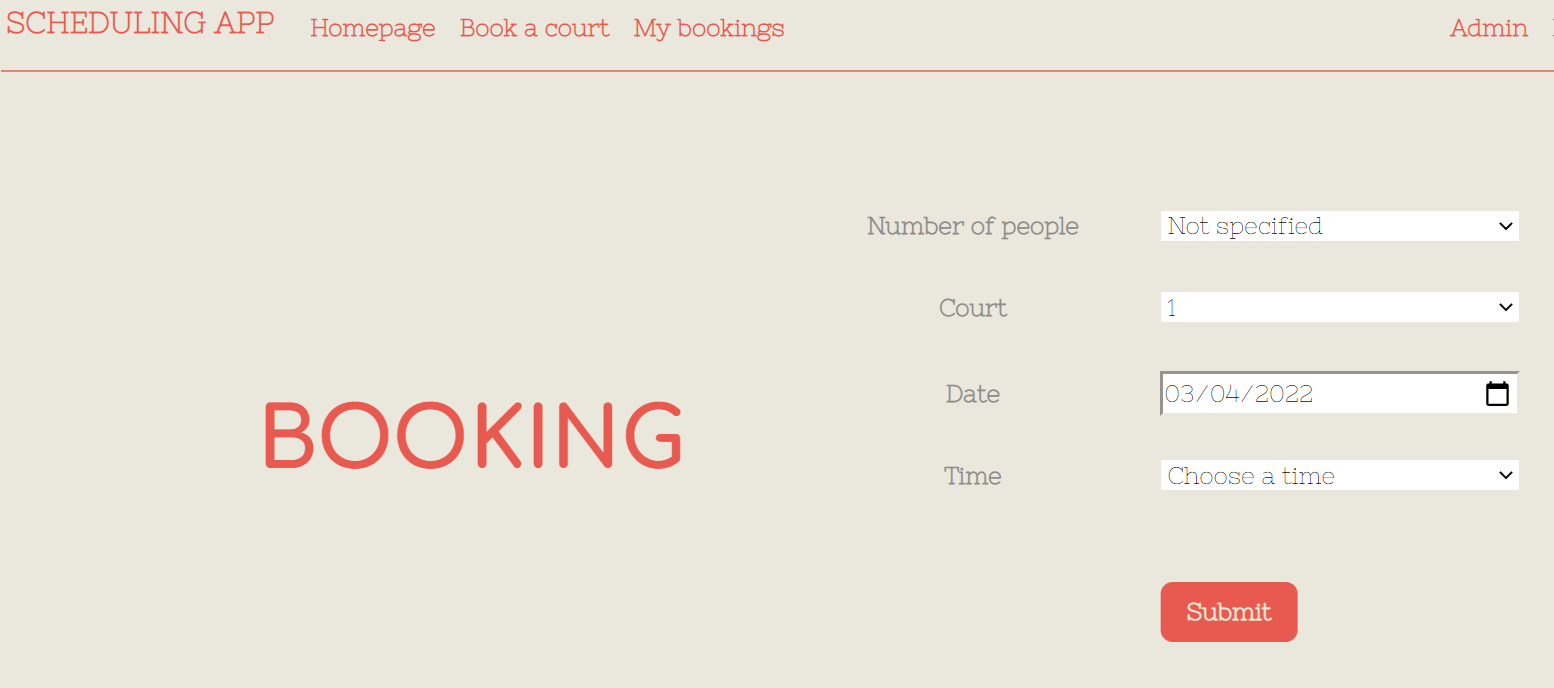 SCHEDULING APP Homepage Book a court My bookings Admin
Number of people Not specified
Court 1
Date 03/04/2022
BOOKING
Time Choose a time
Submit